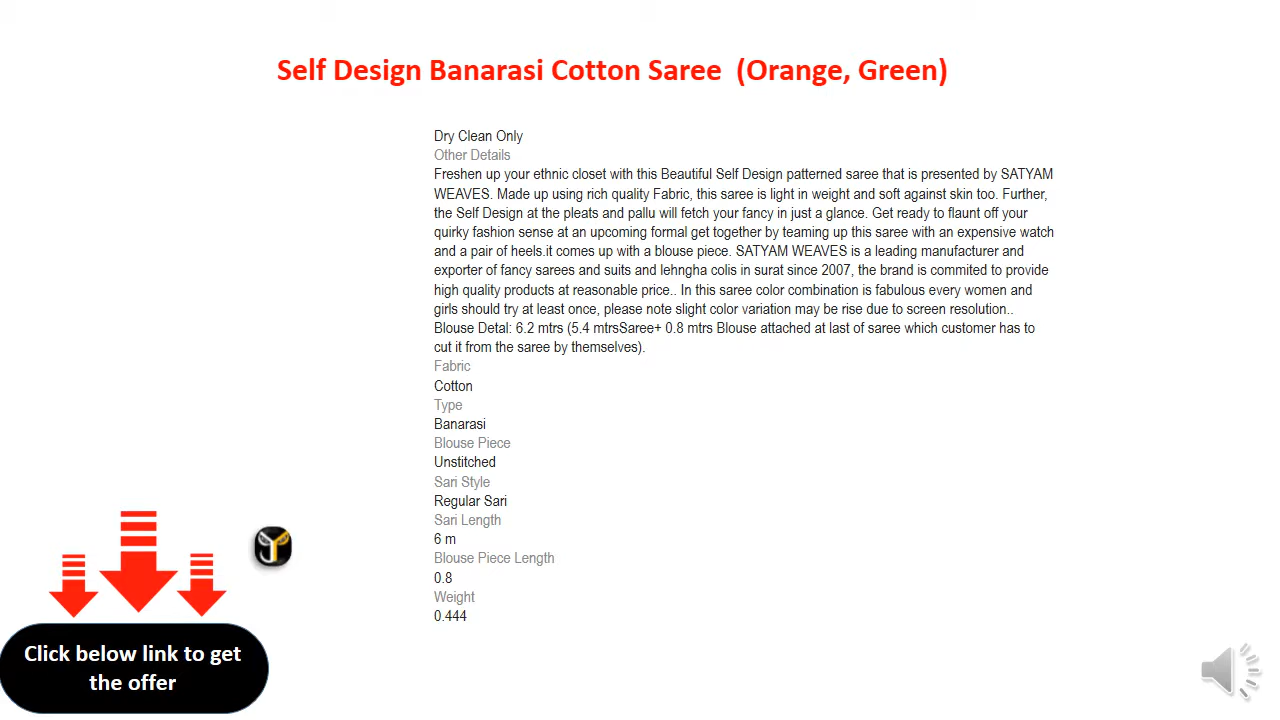 Self Design Banarasi Cotton Saree  (Orange, Green)
Dry Clean Only
Other Details
Freshen up your ethnic closet with this Beautiful Self Design patterned saree that is presented by SATYAM
WEAVES. Made up using rich quality Fabric, this saree is light in weight and soft against skin too. Further,
the Self Design at the pleats and pallu will fetch your fancy in just a glance. Get ready to flaunt off your
quirky fashion sense at an upcoming formal get together by teaming up this saree with an expensive watch
and a pair of heels.it comes up with a blouse piece. SATYAM WEAVES is a leading manufacturer and
exporter of fancy sarees and suits and lehngha colis in surat since 2007, the brand is commited to provide
high quality products at reasonable price.. In this saree color combination is fabulous every women and
girls should try at least once, please note slight color variation may be rise due to screen resolution..
Blouse Detal: 6.2 mtrs (5.4 mtrsSaree+ 0.8 mtrs Blouse attached at last of saree which customer has to
cut it from the saree by themselves).
Fabric
Cotton
Type
Banarasi
Blouse Piece
Unstitched
Sari Style
Regular Sari
Sari Length
6 m
Blouse Piece Length
0.8
Weight
0.444
Click below link to get
the offer